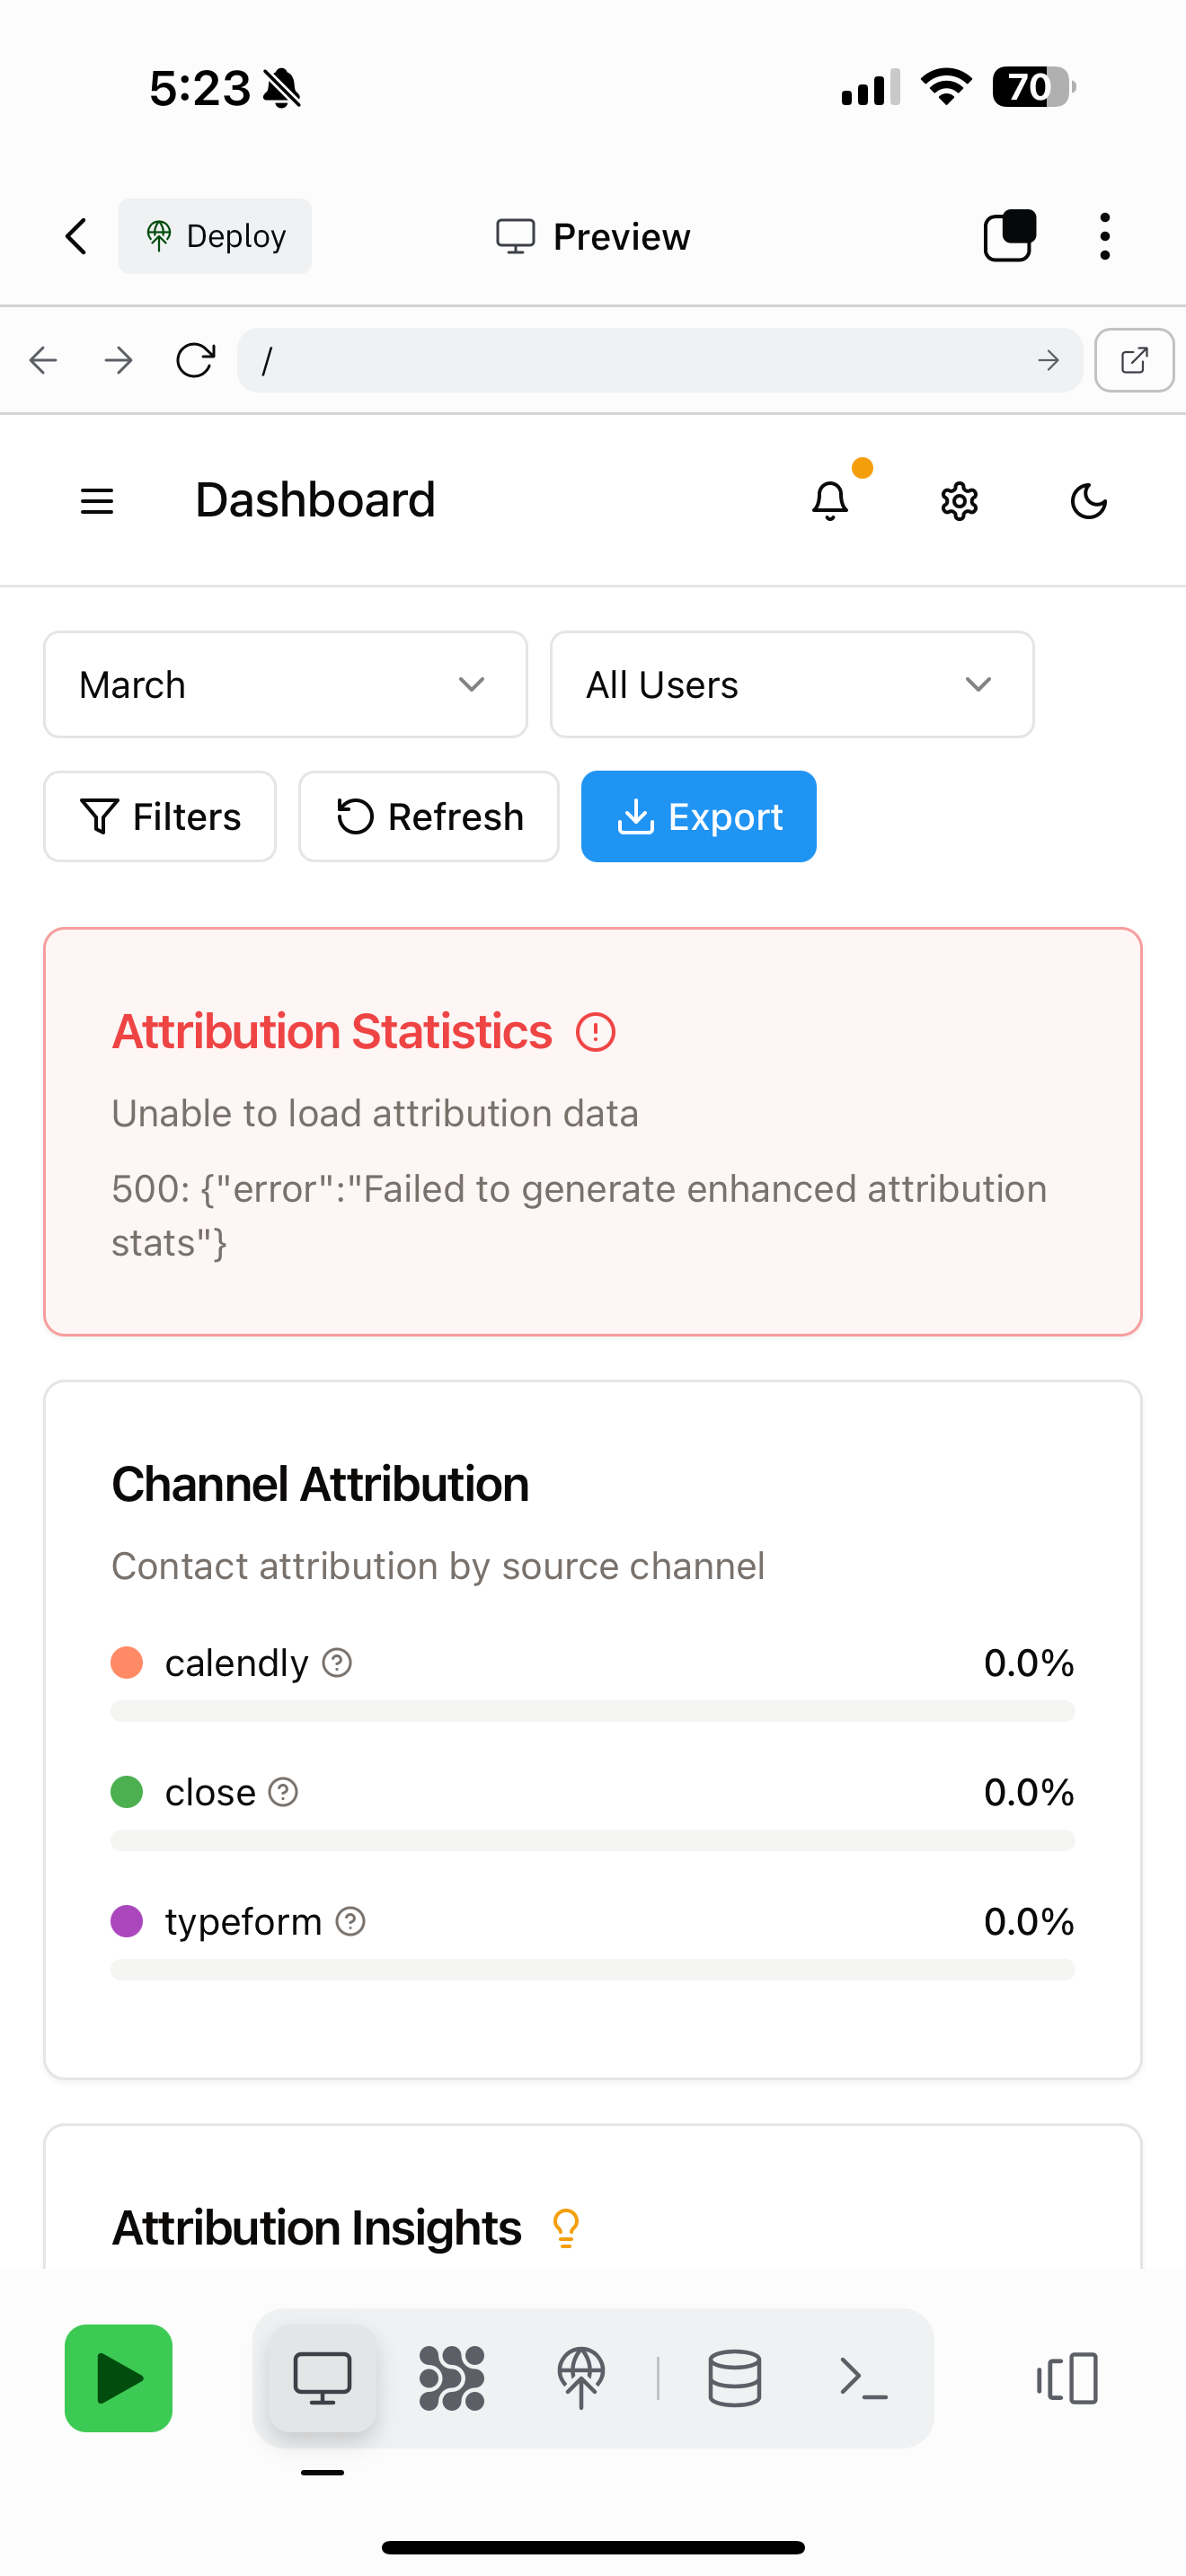 5:23
70
Deploy
Preview
/
Dashboard
March
All Users
Filters
Refresh
Export
Attribution Statistics
Unable to load attribution data
500: {"error":"Failed to generate enhanced attribution
stats"}
Channel Attribution
Contact attribution by source channel
calendly
0.0%
close
0.0%
typeform
0.0%
Attribution Insights